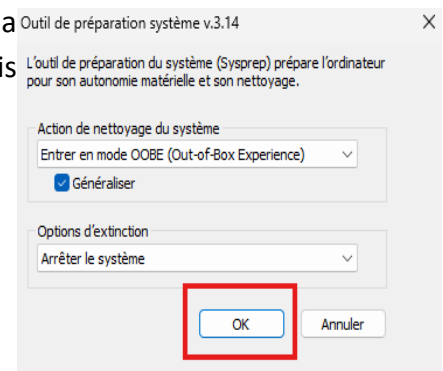 a Outil de préparation système v.3.14
is L'outil de préparation du système (Sysprep) prépare l'ordinateur
pour son autonomie matérielle et son nettoyage.
Action de nettoyage du système
Entrer en mode OOBE (Out-of-Box Experience)
Généraliser
Options d'extinction
Arrêter le système
OK Annuler